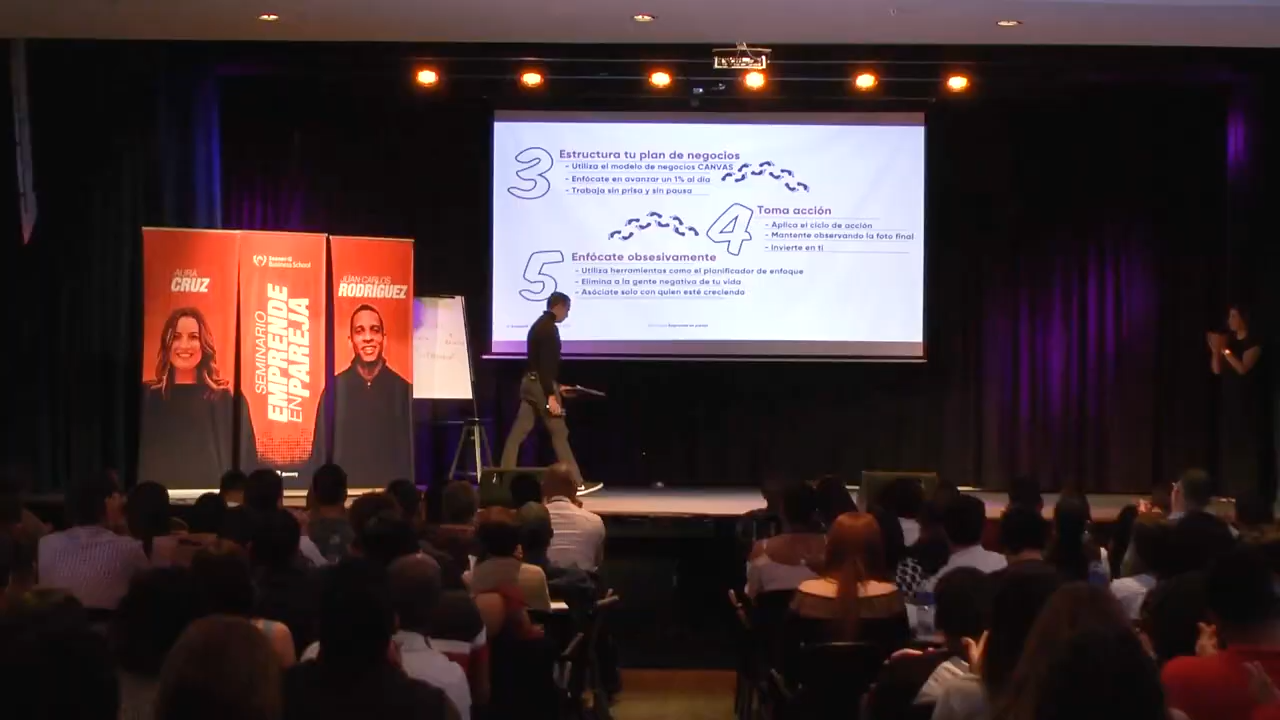 3
Estructura tu plan de negocios
- Utiliza el modelo de negocios CANVAS
- Enfócate en avanzar un 1% al día
- Trabaja sin prisa y sin pausa
4
Toma acción
- Aplica el ciclo de acción
- Mantente observando la foto final
- Invierte en ti
5
Enfócate obsesivamente
- Utiliza herramientas como el planificador de enfoque
- Elimina a la gente negativa de tu vida
- Asóciate solo con quien esté creciendo
AURA
CRUZ
Business School
SEMINARIO
EMPRENDE
EN PAREJA
JUAN CARLOS
RODRÍGUEZ